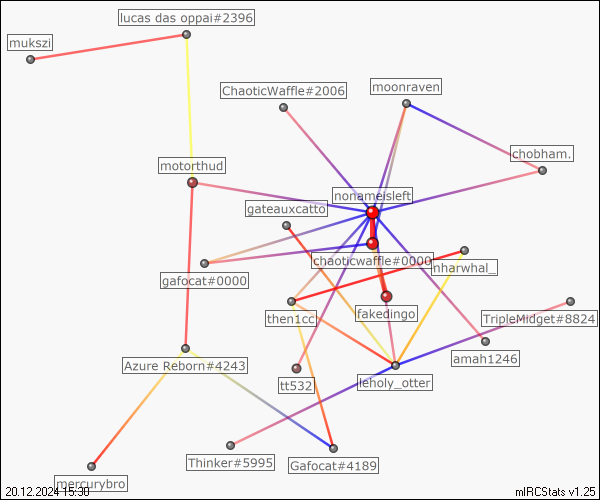 lucas das oppai#2396
mukszi
ChaoticWaffle#2006
moonraven
chobham.
motorthud
nonameisleft
gateauxcatto
chaoticwaffle#0000
nharwhal_
gafocat#0000
then1cc
fakedingo
TripleMidget#8824
Azure Reborn#4243
amah1246
tt532
leholy_otter
Thinker#5995
Gafocat#4189
mercurybro
20.12.2024 15:30
mIRCStats v1.25